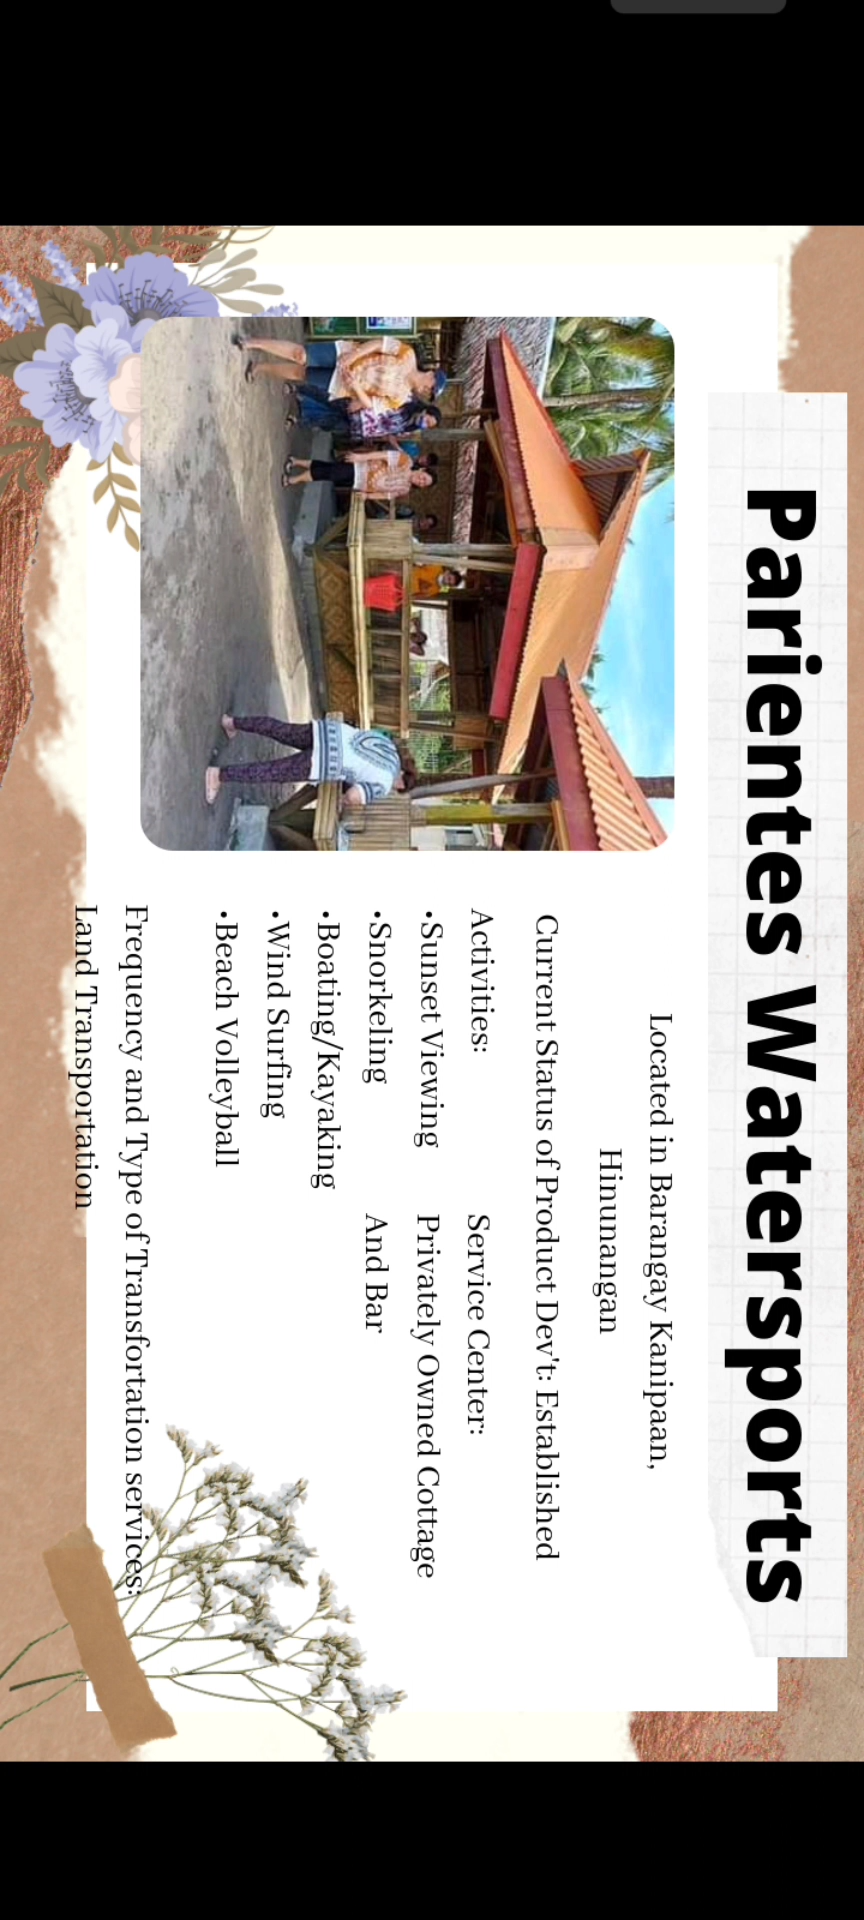 Parientes Watersports
Located in Barangay Kanipaan,
Hinunangan
Current Status of Product Dev't: Established
Activities:
•Sunset Viewing
•Snorkeling
•Boating/Kayaking
•Wind Surfing
•Beach Volleyball
Service Center:
Privately Owned Cottage
And Bar
Frequency and Type of Transfortation services:
Land Transportation